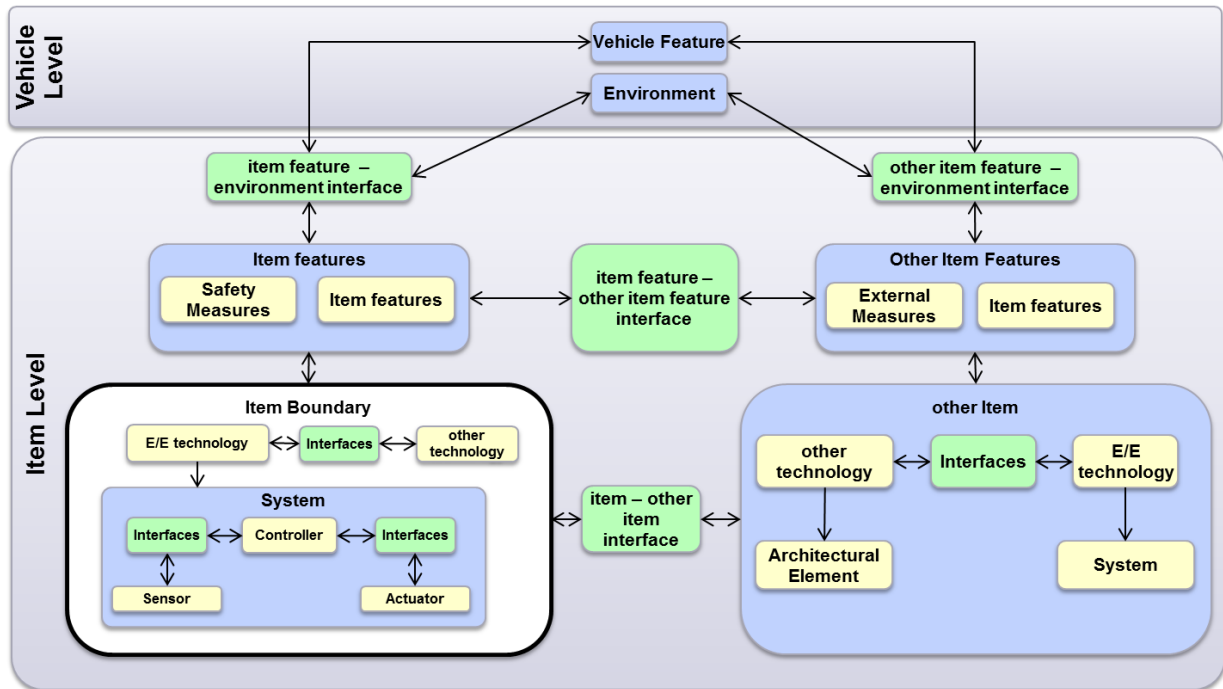 Vehicle
Level
Vehicle Feature
Environment
Item Level
item feature –
environment interface
other item feature –
environment interface
Item features
Safety
Measures
Item features
item feature –
other item feature
interface
Other Item Features
External
Measures
Item features
Item Boundary
E/E technology
Interfaces
other
technology
System
Interfaces
Controller
Interfaces
Sensor
Actuator
item – other
item
interface
other Item
other
technology
Interfaces
E/E
technology
Architectural
Element
System